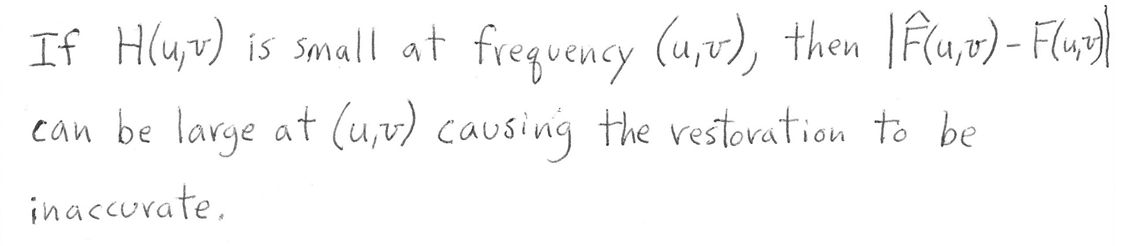 If H(u,v) is small at frequency (u,v), then |F̂(u,v) - F(u,v)|
can be large at (u,v) causing the restoration to be
inaccurate.